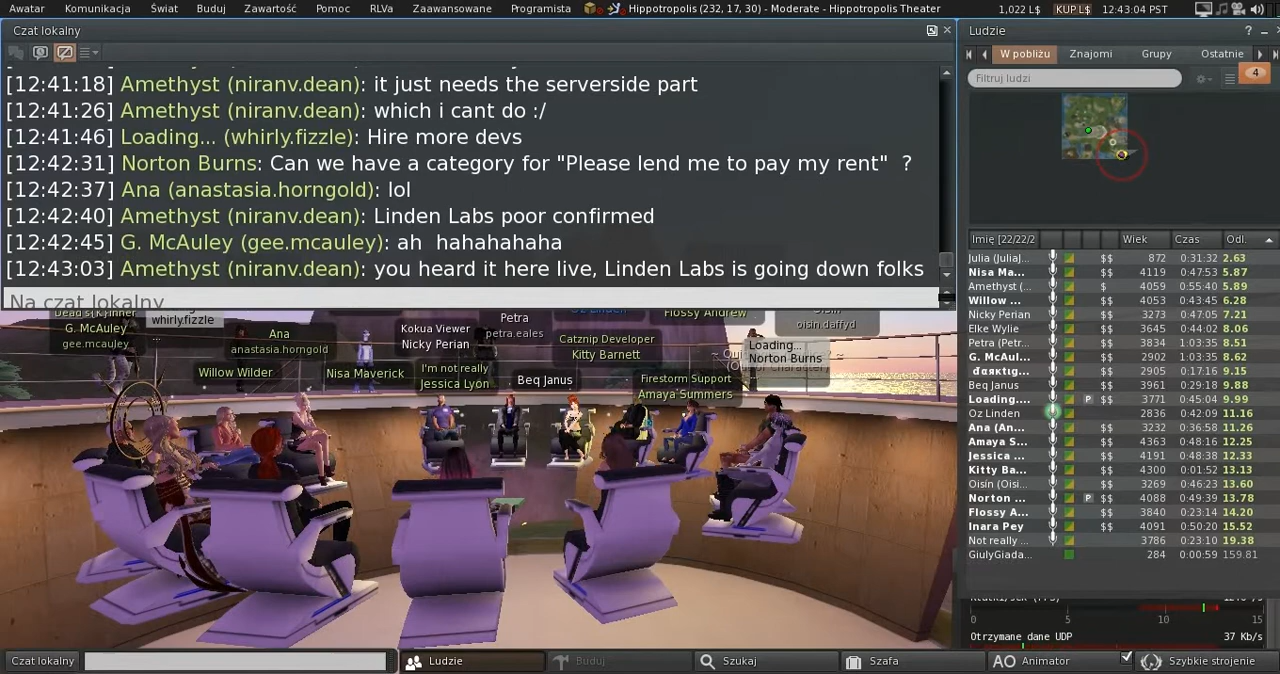 Awatar Komunikacja Świat Buduj Zawartość Pomoc RLVa Zaawansowane Programista Hippotropolis (232, 17, 30) - Moderate - Hippotropolis Theater 1,022 L$ KUP L$ 12:43:04 PST
Czat lokalny
[12:41:18] Amethyst (niranv.dean): it just needs the serverside part
[12:41:26] Amethyst (niranv.dean): which i cant do :/
[12:41:46] Loading... (whirly.fizzle): Hire more devs
[12:42:31] Norton Burns: Can we have a category for "Please lend me to pay my rent" ?
[12:42:37] Ana (anastasia.horngold): lol
[12:42:40] Amethyst (niranv.dean): Linden Labs poor confirmed
[12:42:45] G. McAuley (gee.mcauley): ah hahahahaha
[12:43:03] Amethyst (niranv.dean): you heard it here live, Linden Labs is going down folks
Na czat lokalny
G. McAuley
gee.mcauley
whirly.fizzle
...
Ana
anastasia.horngold
Willow Wilder
Nisa Maverick
Kokua Viewer
Nicky Perian
I'm not really
Jessica Lyon
Petra
petra.eales
Beq Janus
Oz Linden
Catznip Developer
Kitty Barnett
Flossy Andrew
Firestorm Support
Amaya Summers
Loading...
Norton Burns
Oisin
oisin.daffyd
Ludzie
? _
W pobliżu Znajomi Grupy Ostatnie
Filtruj ludzi
4
Imię [22/22/2 Wiek Czas Odl.
Julia (JuliaJ... $$ 872 0:31:32 2.63
Nisa Ma... $$ 4119 0:47:53 5.87
Amethyst ( $ 4059 0:55:40 5.89
Willow ... $$ 4053 0:43:45 6.28
Nicky Perian $$ 3273 0:47:05 7.21
Elke Wylie $$ 3645 0:44:02 8.06
Petra (Petr... $$ 3834 1:03:35 8.51
G. McAul... $$ 2902 1:03:35 8.62
$$ 2905 0:17:16 9.15
Beq Janus $$ 3961 0:29:18 9.88
Loading.... P $$ 3771 0:45:04 9.99
Oz Linden 2836 0:42:09 11.16
Ana (An... $$ 3232 0:36:58 11.26
Amaya S... $$ 4363 0:48:16 12.25
Jessica ... $$ 4191 0:48:38 12.33
Kitty Ba... $$ 4300 0:01:52 13.13
Oisín (Oisi... $$ 3269 0:46:23 13.60
Norton ... P $$ 4088 0:49:39 13.78
Flossy A... $$ 3840 0:23:14 14.20
Inara Pey $$ 4091 0:50:20 15.52
Not really ... 3786 0:23:10 19.38
GiulyGiada... 284 0:00:59 159.81
0 5 10 15
Otrzymane dane UDP 37 Kb/s
Czat lokalny Ludzie Buduj Szukaj Szafa AO Animator Szybkie strojenie